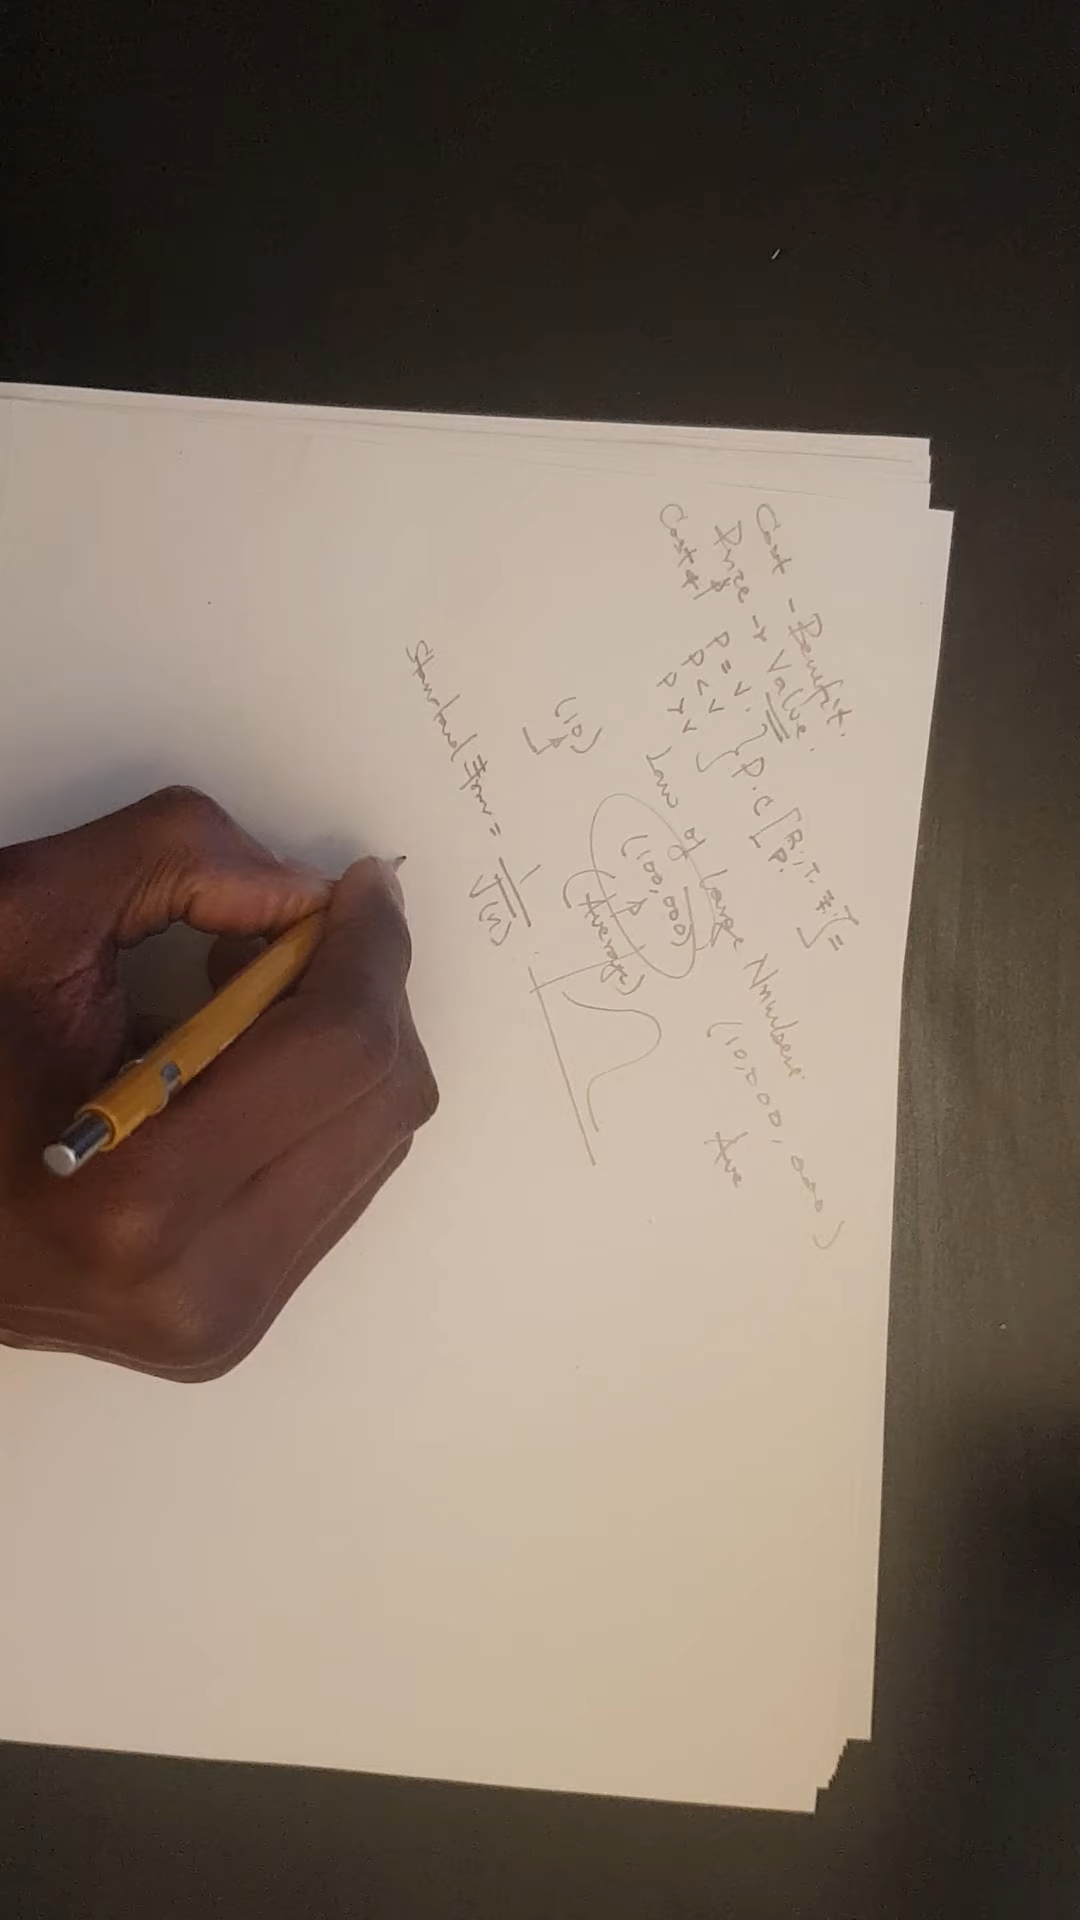 Cost - Benefit.
Price → Value.
Cost
P = V.
P < V
P > V
P.C [R. T.
P.
Law of Large Numbers
(10,000,000)
Ave
(100,000)
(Average)
(10)
Standard Error = 1
√(n)